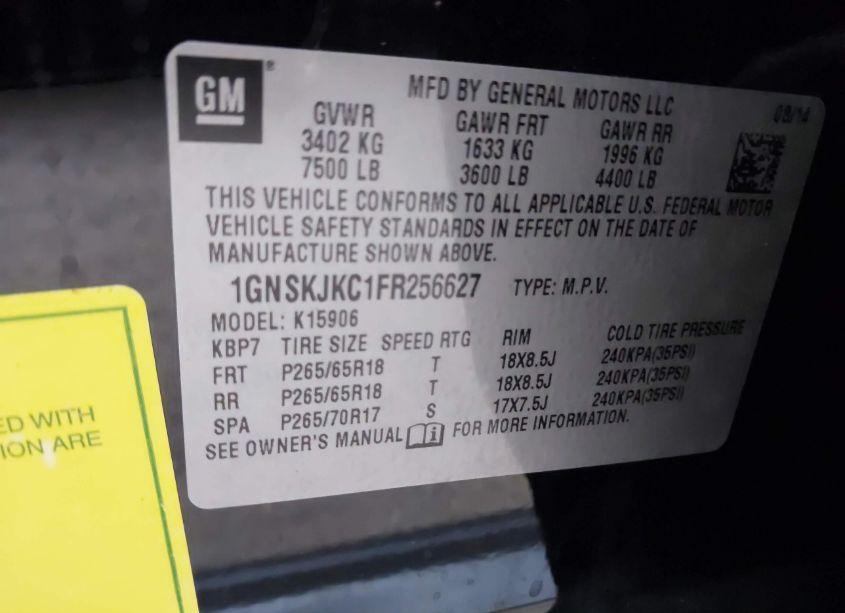 GM ®
MFD BY GENERAL MOTORS LLC
GVWR GAWR FRT GAWR RR
3402 KG 1633 KG 1996 KG
7500 LB 3600 LB 4400 LB
THIS VEHICLE CONFORMS TO ALL APPLICABLE U.S. FEDERAL MOTOR
VEHICLE SAFETY STANDARDS IN EFFECT ON THE DATE OF
MANUFACTURE SHOWN ABOVE.
1GNSKJKC1FR256627 TYPE: M.P.V.
MODEL: K15906
KBP7 TIRE SIZE SPEED RTG RIM COLD TIRE PRESSURE
FRT P265/65R18 T 18X8.5J 240KPA(35PSI)
RR P265/65R18 T 18X8.5J 240KPA(35PSI)
SPA P265/70R17 S 17X7.5J 240KPA(35PSI)
SEE OWNER'S MANUAL i FOR MORE INFORMATION.
ED WITH
ION ARE